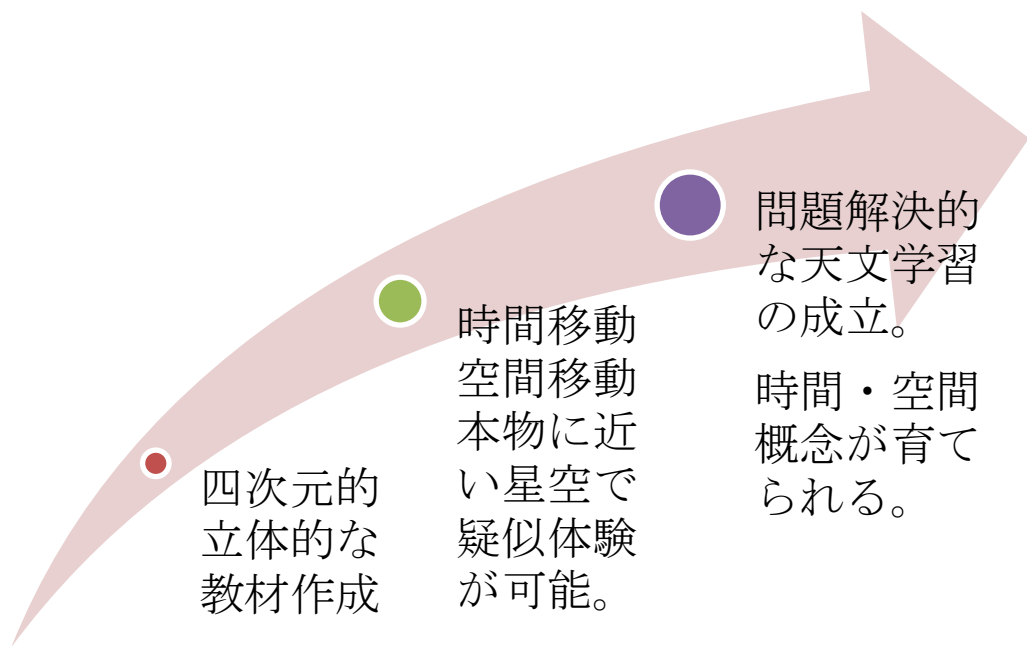 四次元的
立体的な
教材作成
時間移動
空間移動
本物に近
い星空で
疑似体験
が可能。
問題解決的
な天文学習
の成立。
時間・空間
概念が育て
られる。